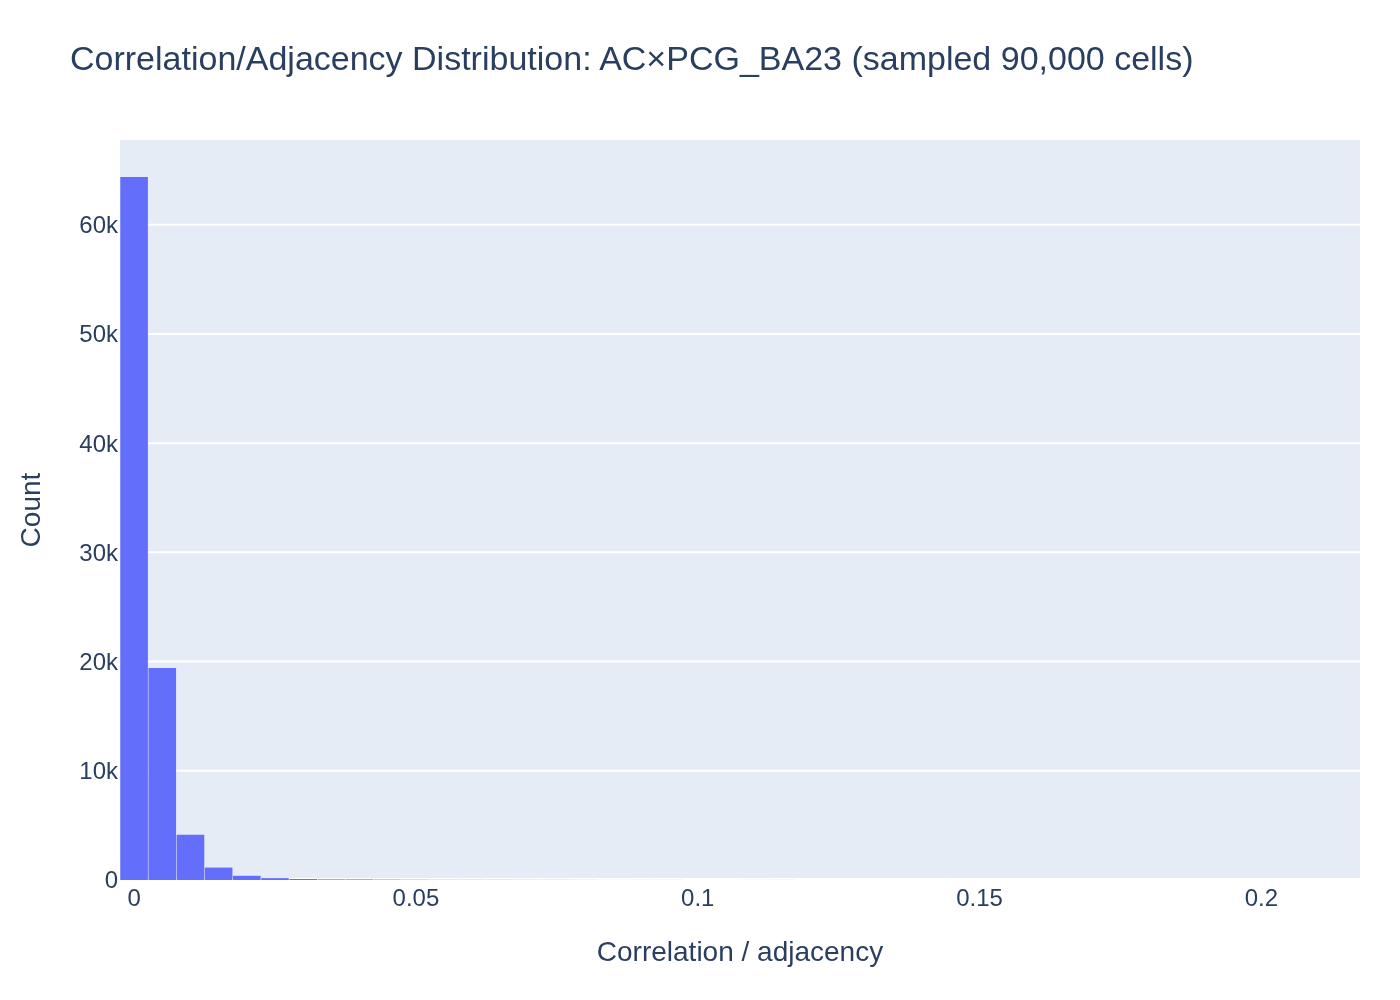 Correlation/Adjacency Distribution: AC×PCG_BA23 (sampled 90,000 cells)
60k
50k
40k
30k
20k
10k
0
Count
0
0.05
0.1
0.15
0.2
Correlation / adjacency